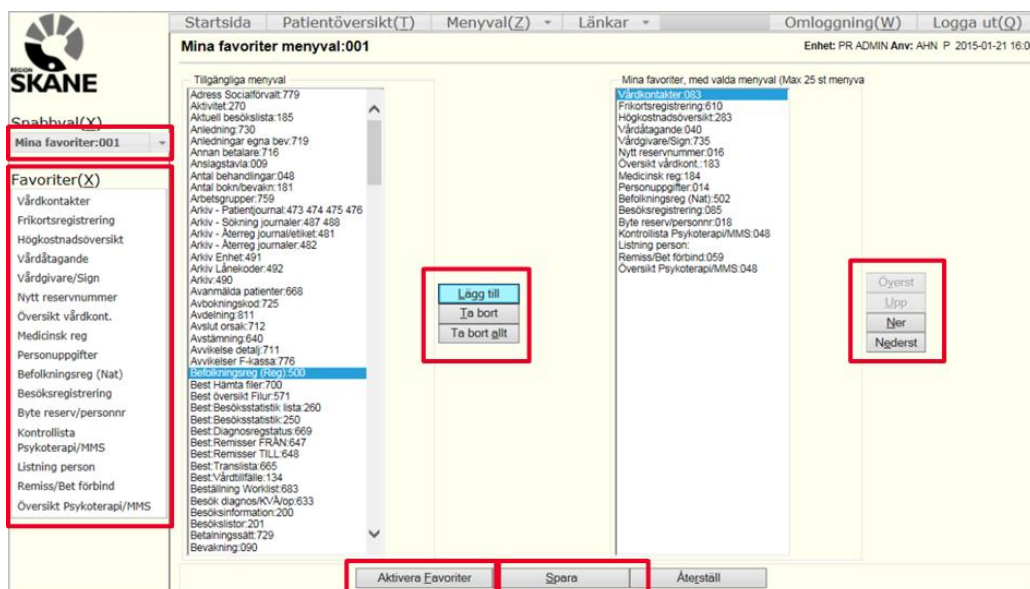 Startsida Patientöversikt(T) Menyval(Z) Länkar Omloggning(W) Logga ut(Q)
REGION
SKÅNE
Mina favoriter menyval:001
Enhet: PR ADMIN Anv: AHN P 2015-01-21 16:0
Snabbval(X)
Mina favoriter:001
Favoriter(X)
Vårdkontakter
Frikortsregistrering
Högkostnadsöversikt
Vårdåtagande
Vårdgivare/Sign
Nytt reservnummer
Översikt vårdkont.
Medicinsk reg
Personuppgifter
Befolkningsreg (Nat)
Besöksregistrering
Byte reserv/personnr
Kontrollista
Psykoterapi/MMS
Listning person
Remiss/Bet förbind
Översikt Psykoterapi/MMS
Tillgängliga menyval
Adress Socialförvalt:779
Aktivitet:270
Aktuell besökslista:185
Anledning:730
Anledningar egna bev:719
Annan betalare:716
Anslagstavla:009
Antal behandlingar:048
Antal bokn/bevakn:181
Arbetsgrupper:759
Arkiv - Patientjournal:473 474 475 476
Arkiv - Sökning journaler:487 488
Arkiv - Återreg journal/etiket:481
Arkiv - Återreg journaler:482
Arkiv Enhet:491
Arkiv Lånekoder:492
Arkiv:490
Avanmälda patienter:668
Avbokningskod:725
Avdelning:811
Avslut orsak:712
Avstämning:640
Avvikelse detalj:711
Avvikelser F-kassa:776
Befolkningsreg (Reg):500
Best Hämta filer:700
Best översikt Filur:571
Best:Besöksstatistik lista:260
Best:Besöksstatistik:250
Best:Diagnosregstatus:669
Best:Remisser FRÅN:647
Best:Remisser TILL:648
Best:Translista:665
Best:Vårdtillfälle:134
Beställning Worklist:683
Besök diagnos/KVÅ/op:633
Besöksinformation:200
Besökslistor:201
Betalningssätt:729
Bevakning:090
Lägg till
Ta bort
Ta bort allt
Mina favoriter, med valda menyval (Max 25 st menyva
Vårdkontakter:083
Frikortsregistrering:610
Högkostnadsöversikt:283
Vårdåtagande:040
Vårdgivare/Sign:735
Nytt reservnummer:016
Översikt vårdkont.:183
Medicinsk reg:184
Personuppgifter:014
Befolkningsreg (Nat):502
Besöksregistrering:085
Byte reserv/personnr:018
Kontrollista Psykoterapi/MMS:048
Listning person:
Remiss/Bet förbind:059
Översikt Psykoterapi/MMS:048
Överst
Upp
Ner
Nederst
Aktivera Favoriter Spara Återställ